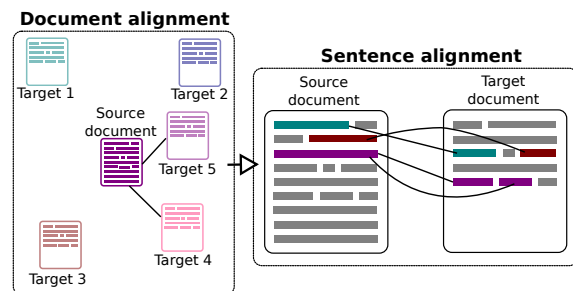 Document alignment
Target 1
Target 2
Source
document
Target 5
Target 3
Target 4
Sentence alignment
Source
document
Target
document